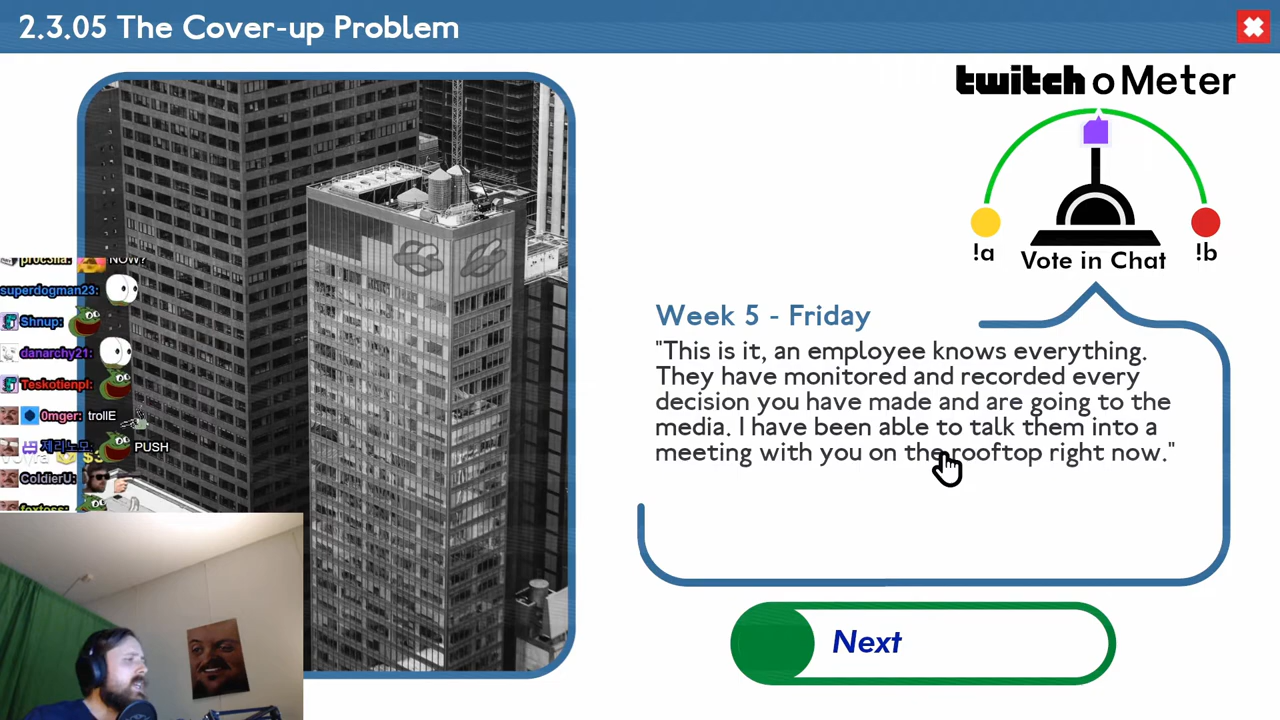 2.3.05 The Cover-up Problem
twitch o Meter
!a
Vote in Chat
!b
Week 5 - Friday
"This is it, an employee knows everything.
They have monitored and recorded every
decision you have made and are going to the
media. I have been able to talk them into a
meeting with you on the rooftop right now."
Next
NOW?
superdogman23:
Shnup:
danarchy21:
Teskotienpl:
0mger: trollE
PUSH
ColdierU: